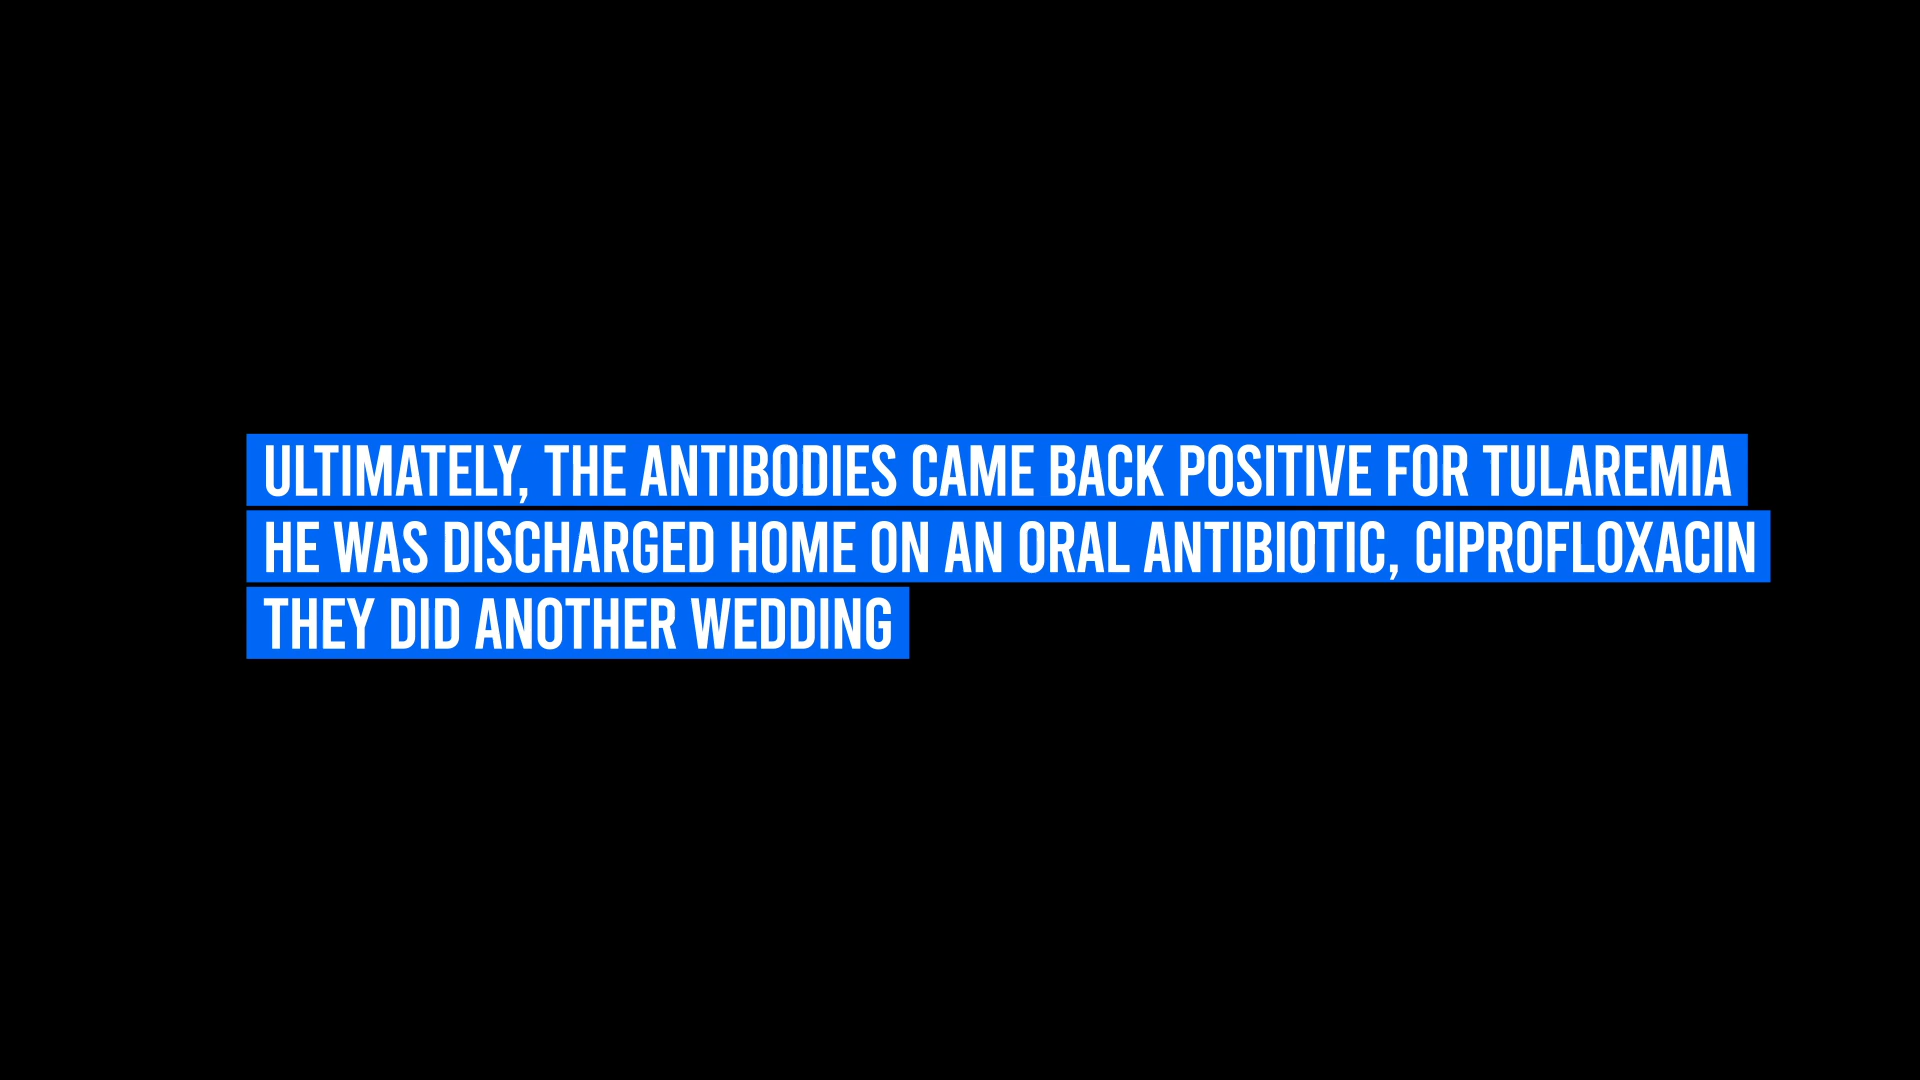 ULTIMATELY, THE ANTIBODIES CAME BACK POSITIVE FOR TULAREMIA
HE WAS DISCHARGED HOME ON AN ORAL ANTIBIOTIC, CIPROFLOXACIN
THEY DID ANOTHER WEDDING